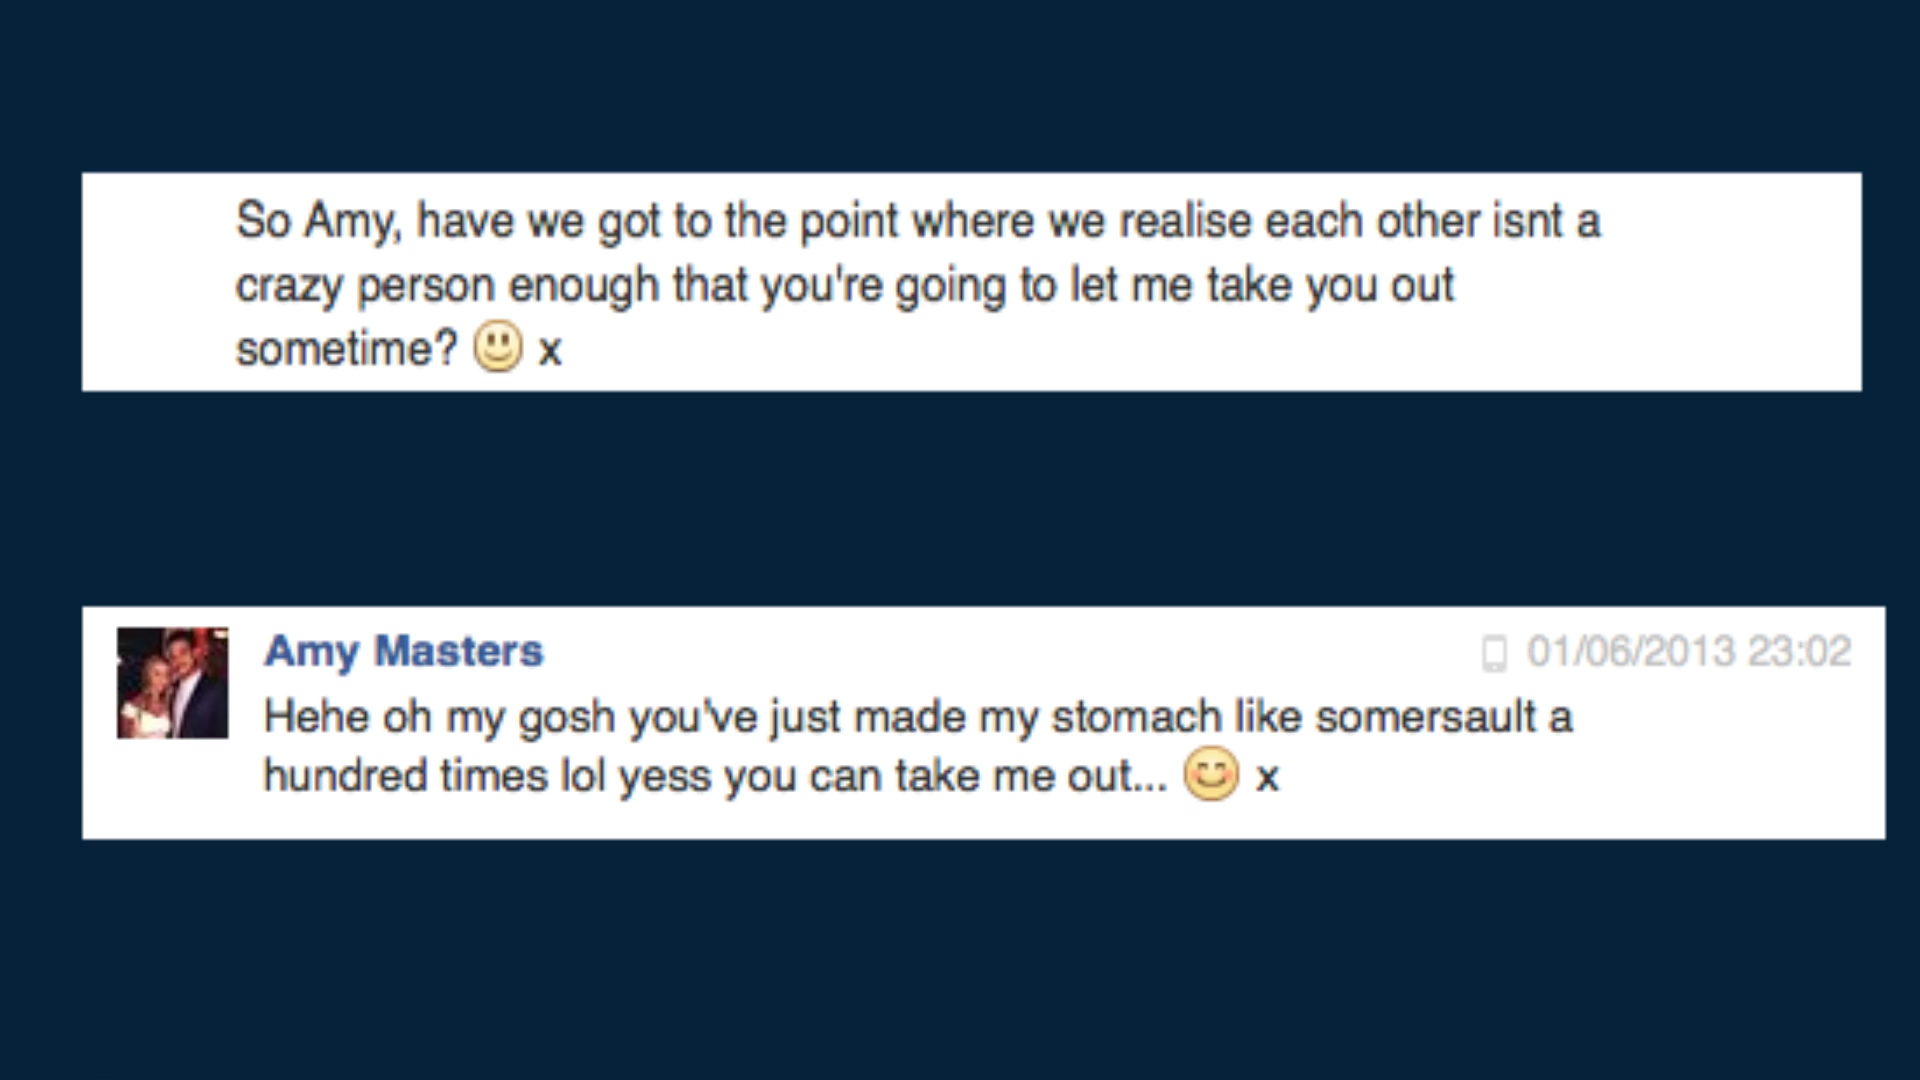 So Amy, have we got to the point where we realise each other isnt a
crazy person enough that you're going to let me take you out
sometime? x
Amy Masters 01/06/2013 23:02
Hehe oh my gosh you've just made my stomach like somersault a
hundred times lol yess you can take me out... x